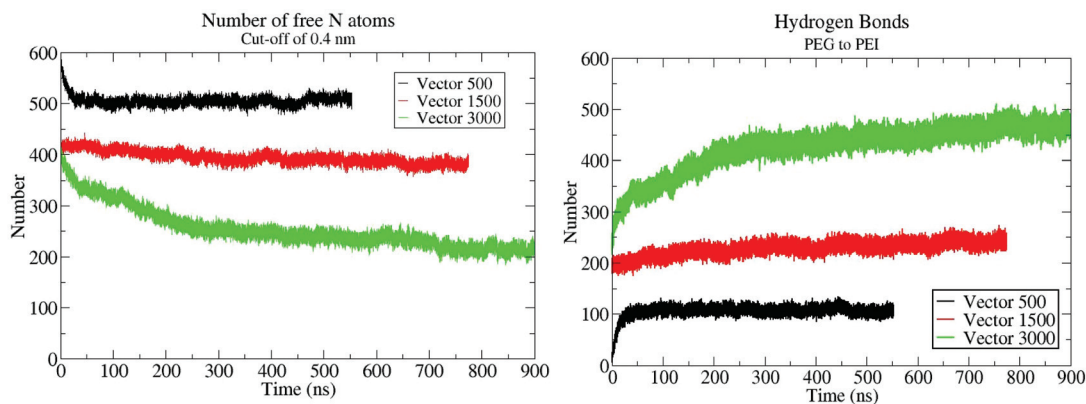 Number of free N atoms
Cut-off of 0.4 nm
600
500
400
300
200
100
0
Number
Vector 500
Vector 1500
Vector 3000
0 100 200 300 400 500 600 700 800 900
Time (ns)
Hydrogen Bonds
PEG to PEI
600
500
400
300
200
100
0
Number
Vector 500
Vector 1500
Vector 3000
0 100 200 300 400 500 600 700 800 900
Time (ns)